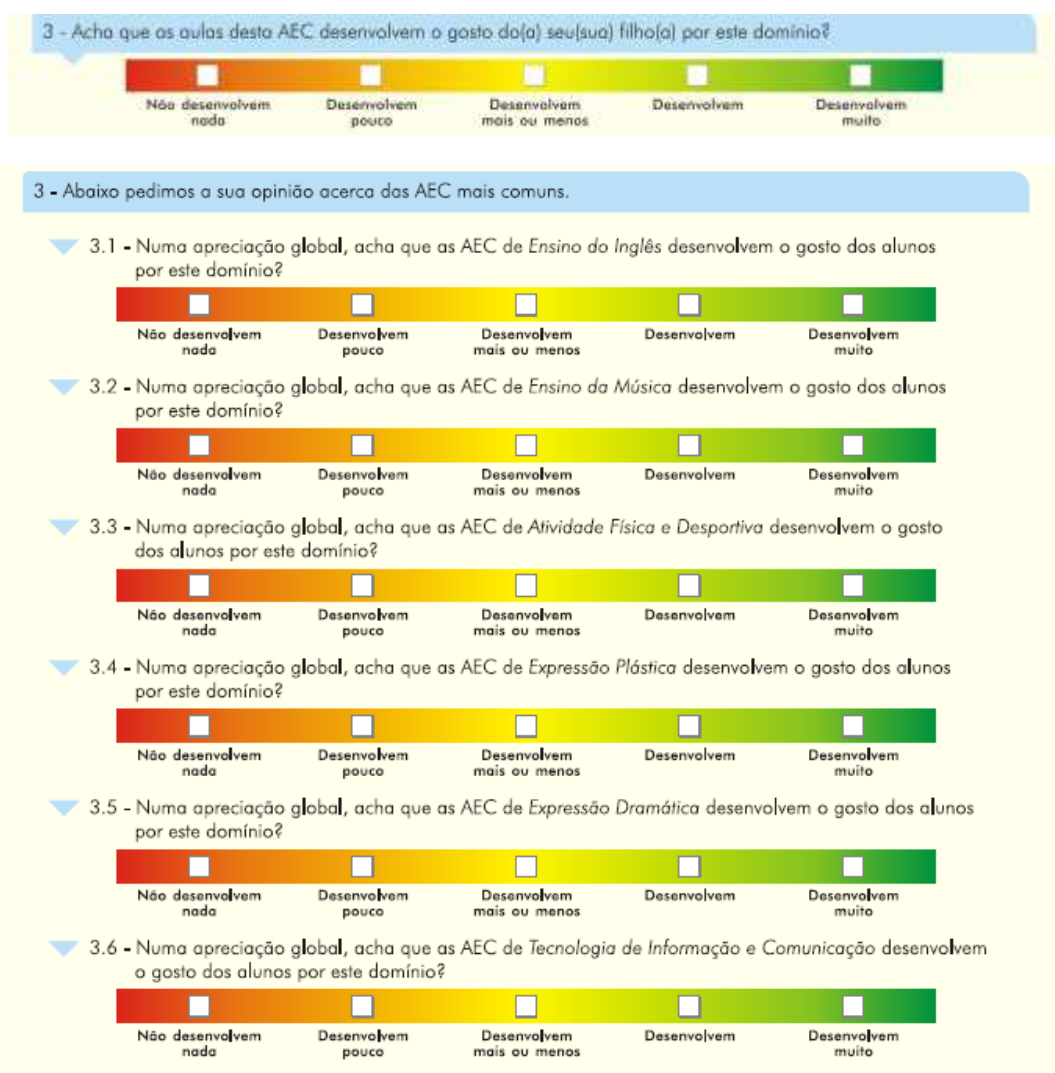 3 - Acha que as aulas desta AEC desenvolvem o gosto do(a) seu(sua) filho(a) por este domínio?
Não desenvolvem nada
Desenvolvem pouco
Desenvolvem mais ou menos
Desenvolvem
Desenvolvem muito
3 - Abaixo pedimos a sua opinião acerca das AEC mais comuns.
3.1 - Numa apreciação global, acha que as AEC de Ensino do Inglês desenvolvem o gosto dos alunos
por este domínio?
Não desenvolvem nada
Desenvolvem pouco
Desenvolvem mais ou menos
Desenvolvem
Desenvolvem muito
3.2 - Numa apreciação global, acha que as AEC de Ensino da Música desenvolvem o gosto dos alunos
por este domínio?
Não desenvolvem nada
Desenvolvem pouco
Desenvolvem mais ou menos
Desenvolvem
Desenvolvem muito
3.3 - Numa apreciação global, acha que as AEC de Atividade Física e Desportiva desenvolvem o gosto
dos alunos por este domínio?
Não desenvolvem nada
Desenvolvem pouco
Desenvolvem mais ou menos
Desenvolvem
Desenvolvem muito
3.4 - Numa apreciação global, acha que as AEC de Expressão Plástica desenvolvem o gosto dos alunos
por este domínio?
Não desenvolvem nada
Desenvolvem pouco
Desenvolvem mais ou menos
Desenvolvem
Desenvolvem muito
3.5 - Numa apreciação global, acha que as AEC de Expressão Dramática desenvolvem o gosto dos alunos
por este domínio?
Não desenvolvem nada
Desenvolvem pouco
Desenvolvem mais ou menos
Desenvolvem
Desenvolvem muito
3.6 - Numa apreciação global, acha que as AEC de Tecnologia de Informação e Comunicação desenvolvem
o gosto dos alunos por este domínio?
Não desenvolvem nada
Desenvolvem pouco
Desenvolvem mais ou menos
Desenvolvem
Desenvolvem muito